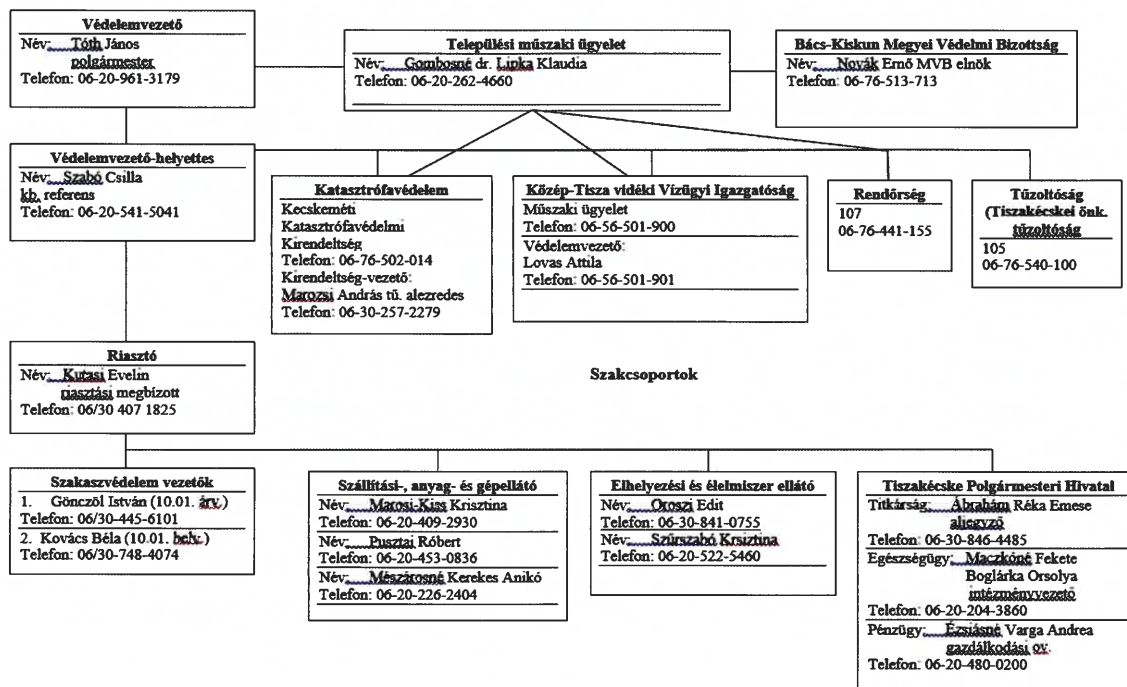 Védelemvezető
Név: Tóth János
polgármester
Telefon: 06-20-961-3179
Települési műszaki ügyelet
Név: Gombosné dr. Lipka Klaudia
Telefon: 06-20-262-4660
Bács-Kiskun Megyei Védelmi Bizottság
Név: Novák Ernő MVB elnök
Telefon: 06-76-513-713
Védelemvezető-helyettes
Név: Szabó Csilla
kb. referens
Telefon: 06-20-541-5041
Katasztrófavédelem
Kecskeméti
Katasztrófavédelmi
Kirendeltség
Telefon: 06-76-502-014
Kirendeltség-vezető:
Marozsi András tű. alezredes
Telefon: 06-30-257-2279
Közép-Tisza vidéki Vízügyi Igazgatóság
Műszaki ügyelet
Telefon: 06-56-501-900
Védelemvezető:
Lovas Attila
Telefon: 06-56-501-901
Rendőrség
107
06-76-441-155
Tűzoltóság
(Tiszakécskei önk.
tűzoltóság
105
06-76-540-100
Riasztó
Név: Kutasi Evelin
riasztási megbízott
Telefon: 06/30 407 1825
Szakcsoportok
Szakaszvédelem vezetők
1. Gönczöl István (10.01. árv.)
Telefon: 06/30-445-6101
2. Kovács Béla (10.01. bely.)
Telefon: 06/30-748-4074
Szállítási-, anyag- és gépellátó
Név: Marosi-Kiss Krisztina
Telefon: 06-20-409-2930
Név: Pusztai Róbert
Telefon: 06-20-453-0836
Név: Mészárosné Kerekes Anikó
Telefon: 06-20-226-2404
Elhelyezési és élelmiszer ellátó
Név: Oroszi Edit
Telefon: 06-30-841-0755
Név: Szűrszabó Krsiztina
Telefon: 06-20-522-5460
Tiszakécske Polgármesteri Hivatal
Titkárság: Ábrahám Réka Emese
aljegyző
Telefon: 06-30-846-4485
Egészségügy: Maczkóné Fekete
Boglárka Orsolya
intézményvezető
Telefon: 06-20-204-3860
Pénzügy: Ézsiásné Varga Andrea
gazdálkodási ov.
Telefon: 06-20-480-0200